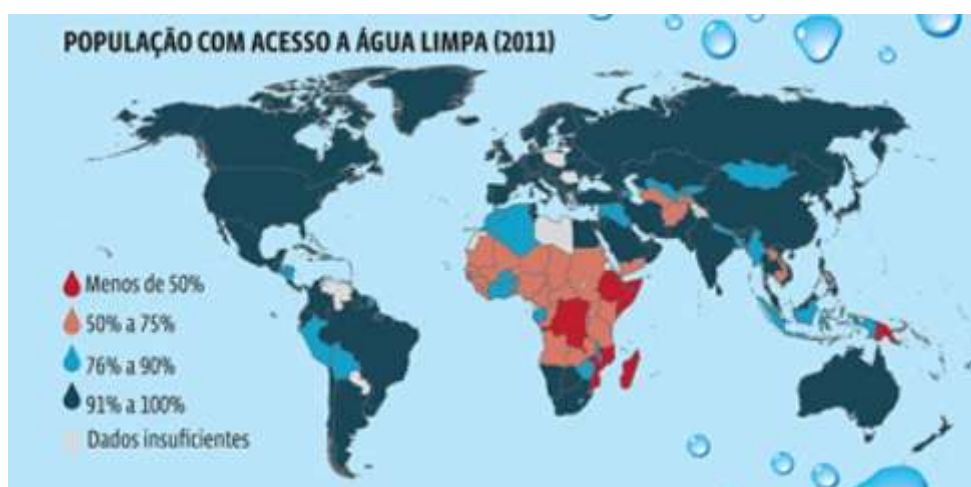 POPULAÇÃO COM ACESSO A ÁGUA LIMPA (2011)
Menos de 50%
50% a 75%
76% a 90%
91% a 100%
Dados insuficientes